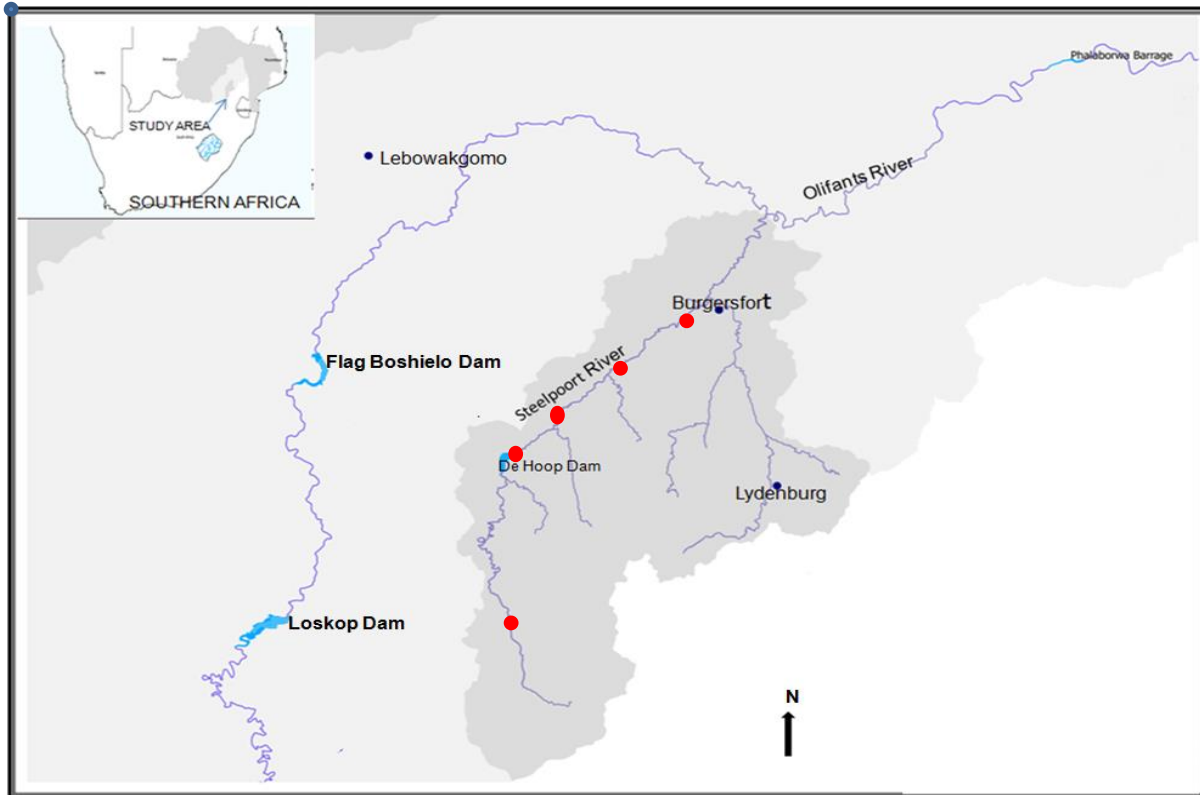 STUDY AREA
SOUTHERN AFRICA
Phalaborwa Barrage
Lebowakgomo
Olifants River
Burgersfort
Flag Boshielo Dam
Steelpoort River
De Hoop Dam
Lydenburg
Loskop Dam
N